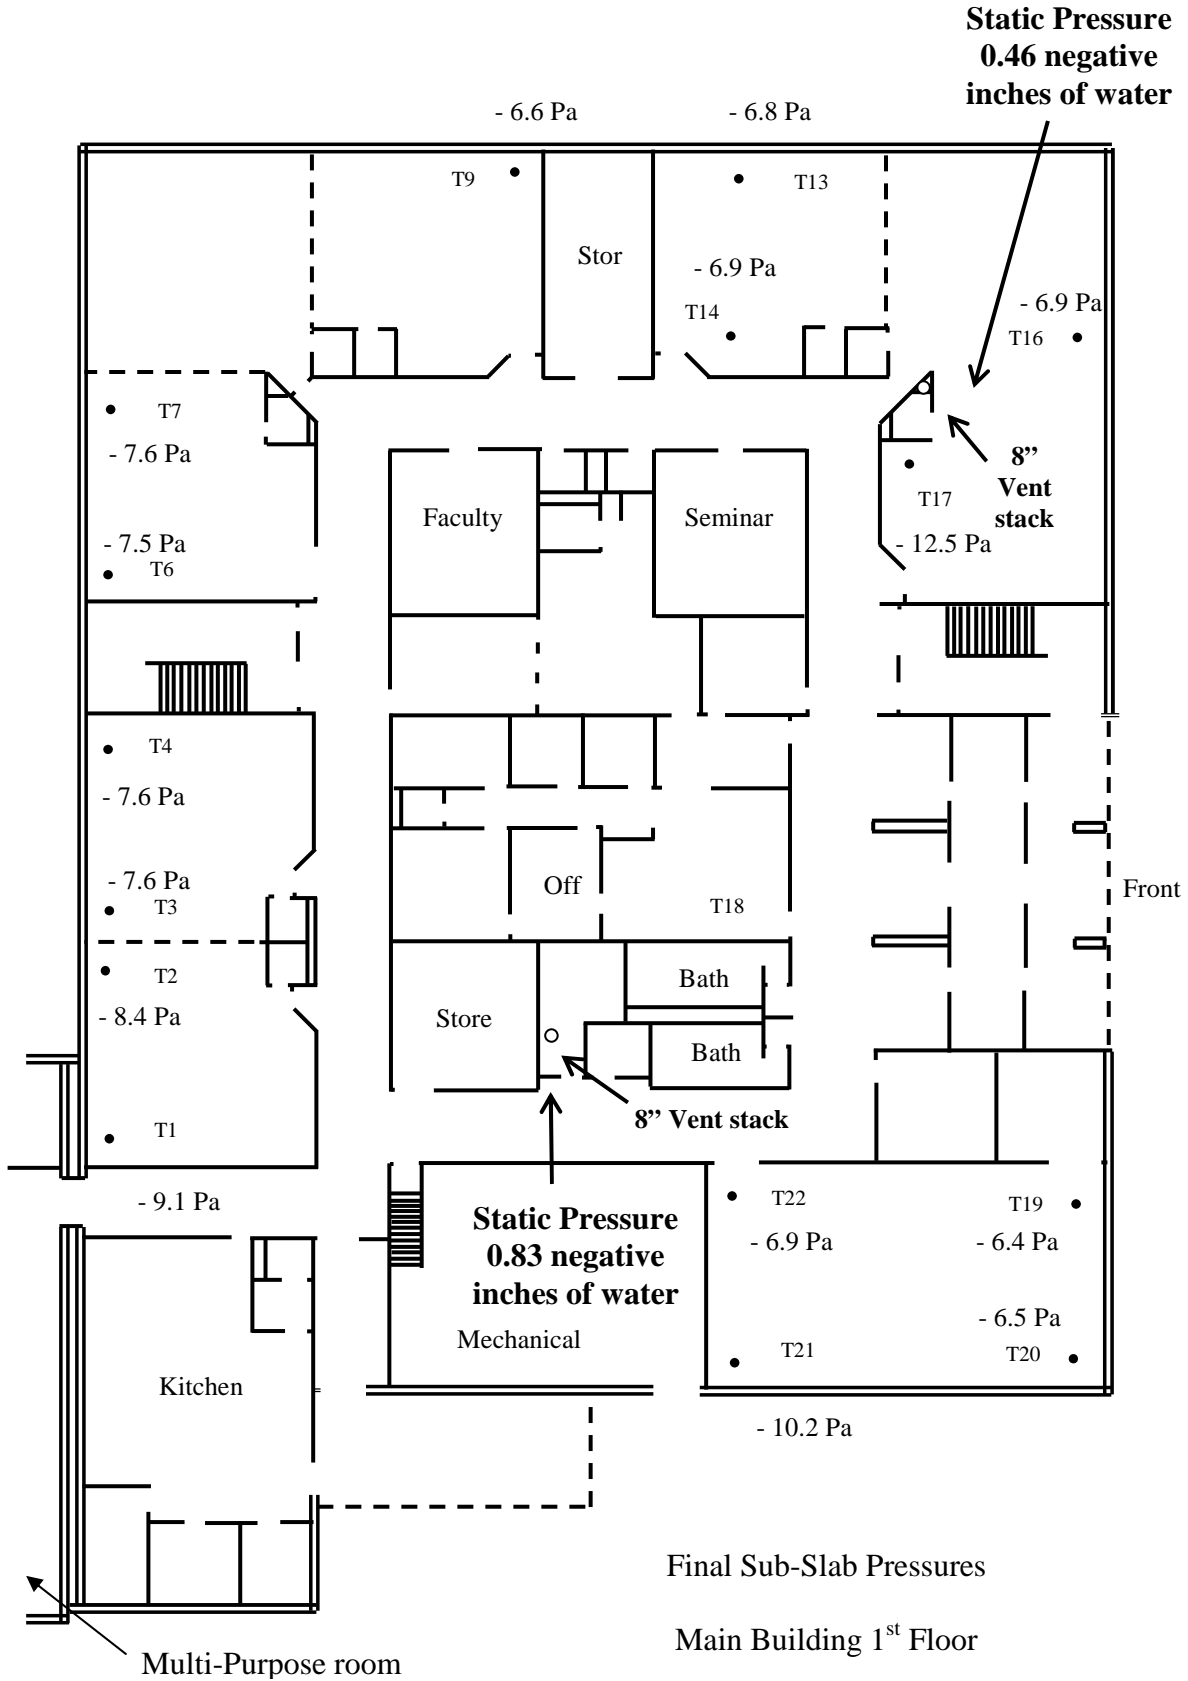 Static Pressure
0.46 negative
inches of water
- 6.6 Pa
- 6.8 Pa
T9
T13
Stor
- 6.9 Pa
- 6.9 Pa
T14
T16
T7
- 7.6 Pa
8”
Vent
stack
T17
Faculty
Seminar
- 7.5 Pa
- 12.5 Pa
T6
T4
- 7.6 Pa
- 7.6 Pa
T3
Off
T18
Front
T2
- 8.4 Pa
Bath
Store
Bath
T1
8” Vent stack
- 9.1 Pa
T22
T19
Static Pressure
0.83 negative
inches of water
- 6.9 Pa
- 6.4 Pa
- 6.5 Pa
Mechanical
T21
T20
Kitchen
- 10.2 Pa
Final Sub-Slab Pressures
Main Building 1st Floor
Multi-Purpose room